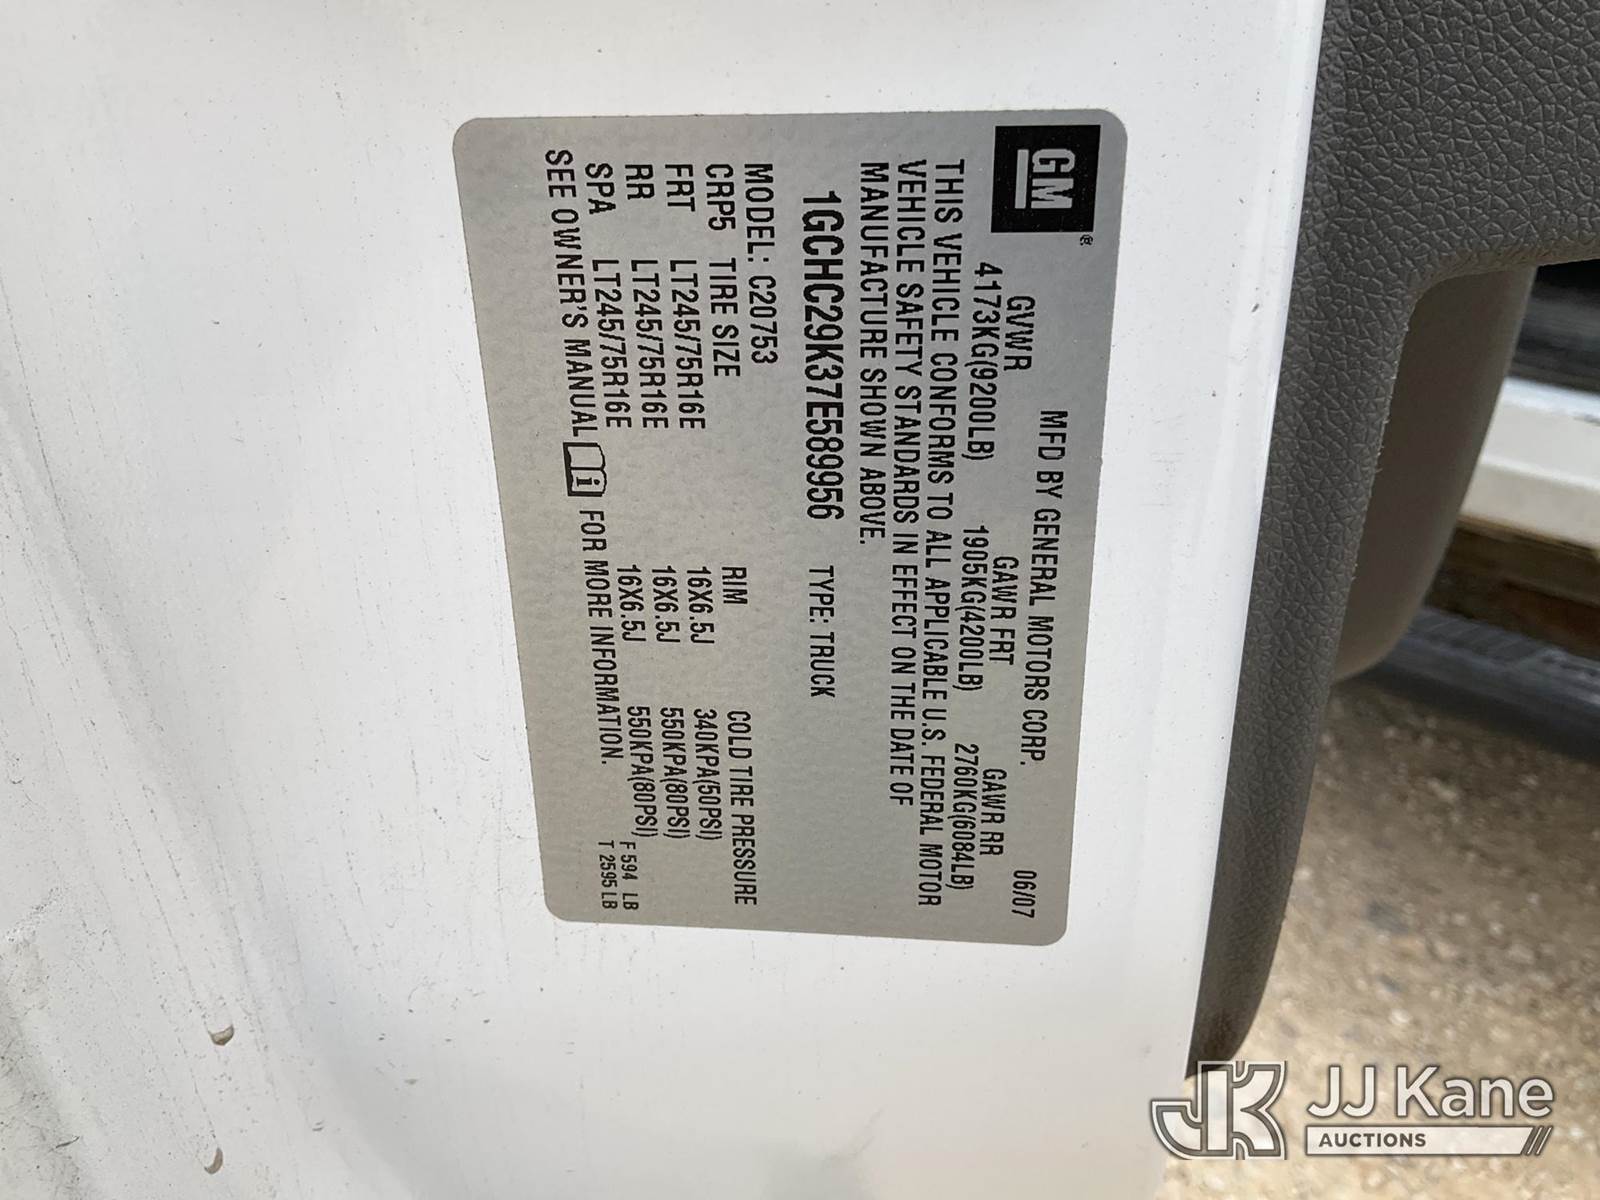 GM®
MFD BY GENERAL MOTORS CORP. 06/07
GVWR GAWR FRT GAWR RR
4173KG(9200LB) 1905KG(4200LB) 2760KG(6084LB)
THIS VEHICLE CONFORMS TO ALL APPLICABLE U.S. FEDERAL MOTOR
VEHICLE SAFETY STANDARDS IN EFFECT ON THE DATE OF
MANUFACTURE SHOWN ABOVE.
1GCHC29K37E589956 TYPE: TRUCK
MODEL: C20753
CRP5 TIRE SIZE RIM COLD TIRE PRESSURE
FRT LT245/75R16E 16X6.5J 340KPA(50PSI)
RR LT245/75R16E 16X6.5J 550KPA(80PSI)
SPA LT245/75R16E 16X6.5J 550KPA(80PSI) F 594 LB
SEE OWNER'S MANUAL i FOR MORE INFORMATION. T 2595 LB
JK JJ Kane
AUCTIONS